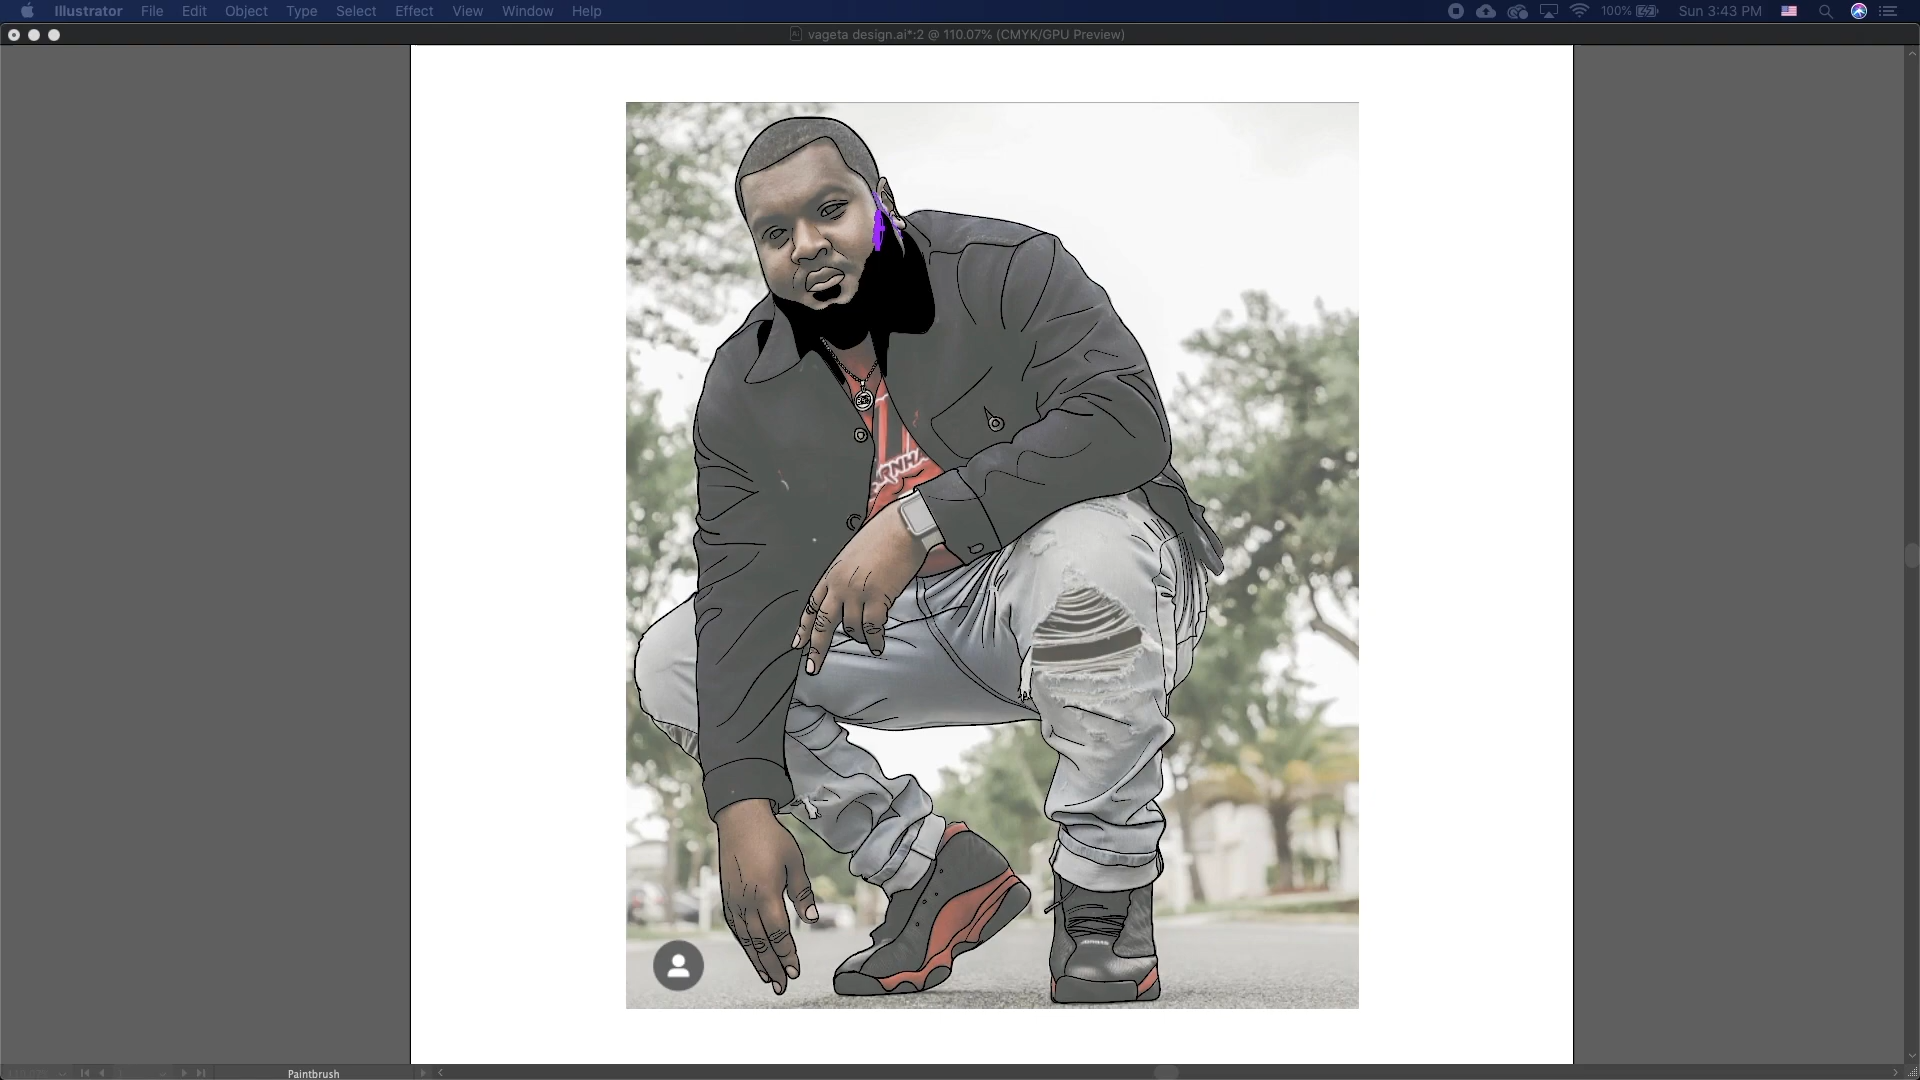 Illustrator File Edit Object Type Select Effect View Window Help 100% Sun 3:43 PM
vageta design.ai*:2 @ 110.07% (CMYK/GPU Preview)
Paintbrush